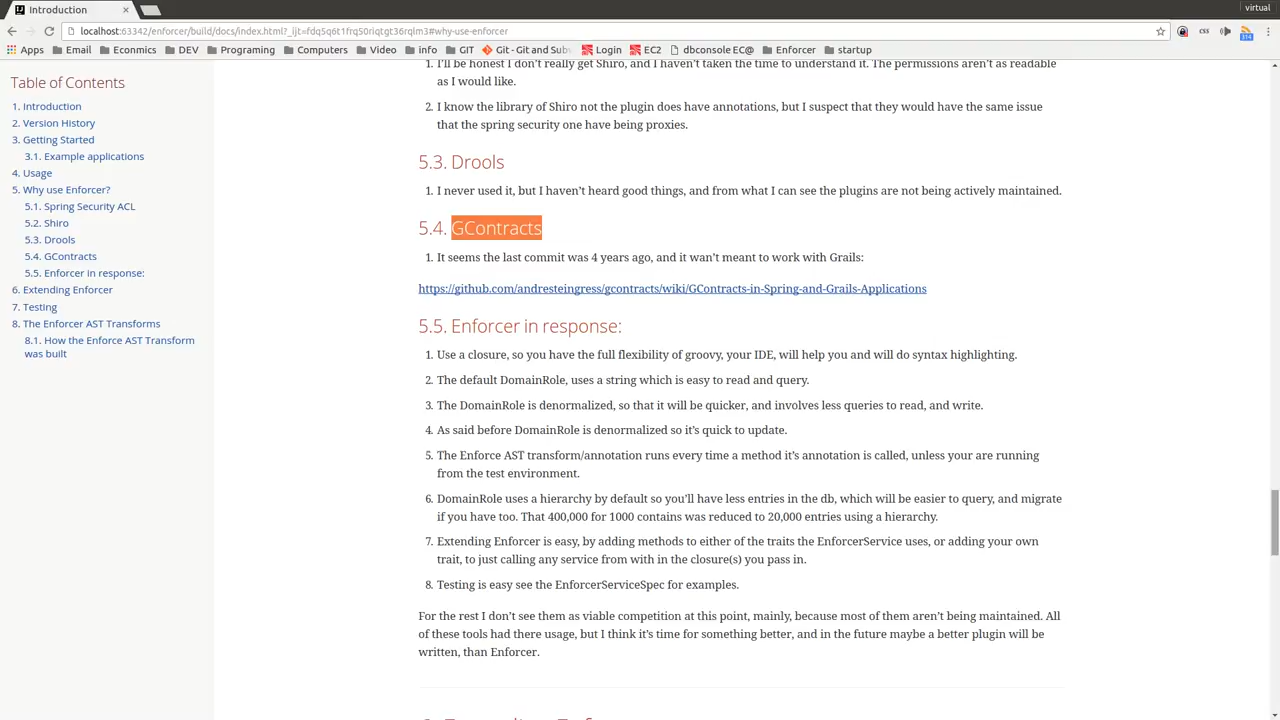 Introduction
virtual
localhost:63342/enforcer/build/docs/index.html?_ijt=fdq5q6t1frq50riqtgt36rqlm3#why-use-enforcer
css
314
Apps Email Econmics DEV Programing Computers Video info GIT Git - Git and Sub Login EC2 dbconsole EC@ Enforcer startup
Table of Contents
1. Introduction
2. Version History
3. Getting Started
3.1. Example applications
4. Usage
5. Why use Enforcer?
5.1. Spring Security ACL
5.2. Shiro
5.3. Drools
5.4. GContracts
5.5. Enforcer in response:
6. Extending Enforcer
7. Testing
8. The Enforcer AST Transforms
8.1. How the Enforce AST Transform
was built
1. I'll be honest I don't really get Shiro, and I haven't taken the time to understand it. The permissions aren't as readable
as I would like.
2. I know the library of Shiro not the plugin does have annotations, but I suspect that they would have the same issue
that the spring security one have being proxies.
5.3. Drools
1. I never used it, but I haven't heard good things, and from what I can see the plugins are not being actively maintained.
5.4. GContracts
1. It seems the last commit was 4 years ago, and it wan't meant to work with Grails:
https://github.com/andresteingress/gcontracts/wiki/GContracts-in-Spring-and-Grails-Applications
5.5. Enforcer in response:
1. Use a closure, so you have the full flexibility of groovy, your IDE, will help you and will do syntax highlighting.
2. The default DomainRole, uses a string which is easy to read and query.
3. The DomainRole is denormalized, so that it will be quicker, and involves less queries to read, and write.
4. As said before DomainRole is denormalized so it's quick to update.
5. The Enforce AST transform/annotation runs every time a method it's annotation is called, unless your are running
from the test environment.
6. DomainRole uses a hierarchy by default so you'll have less entries in the db, which will be easier to query, and migrate
if you have too. That 400,000 for 1000 contains was reduced to 20,000 entries using a hierarchy.
7. Extending Enforcer is easy, by adding methods to either of the traits the EnforcerService uses, or adding your own
trait, to just calling any service from with in the closure(s) you pass in.
8. Testing is easy see the EnforcerServiceSpec for examples.
For the rest I don't see them as viable competition at this point, mainly, because most of them aren't being maintained. All
of these tools had there usage, but I think it's time for something better, and in the future maybe a better plugin will be
written, than Enforcer.